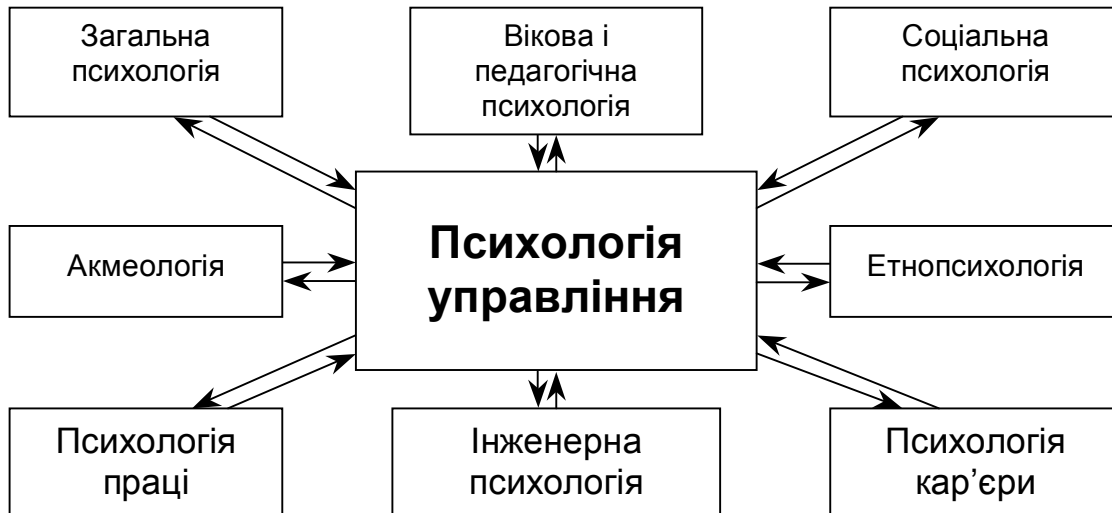 Загальна
психологія
Вікова і
педагогічна
психологія
Соціальна
психологія
Акмеологія
Психологія
управління
Етнопсихологія
Психологія
праці
Інженерна
психологія
Психологія
кар’єри